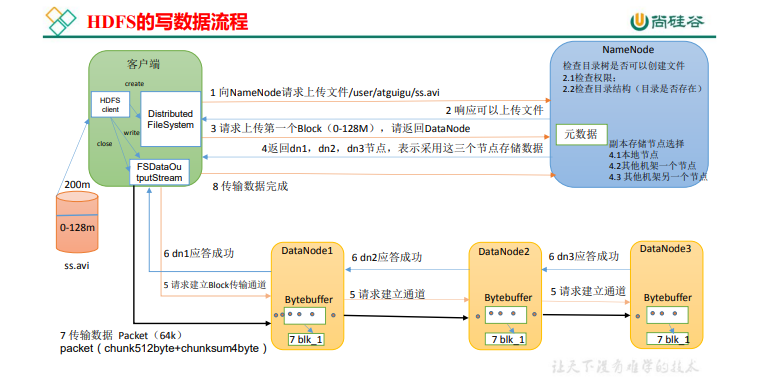 HDFS的写数据流程
尚硅谷
客户端
create
HDFS
client
Distributed
FileSystem
write
close
FSDataOu
tputStream
200m
0-128m
ss.avi
1 向NameNode请求上传文件/user/atguigu/ss.avi
2 响应可以上传文件
3 请求上传第一个Block（0-128M），请返回DataNode
4返回dn1，dn2，dn3节点，表示采用这三个节点存储数据
8 传输数据完成
NameNode
检查目录树是否可以创建文件
2.1检查权限；
2.2检查目录结构（目录是否存在）
元数据
副本存储节点选择
4.1本地节点
4.2其他机架一个节点
4.3 其他机架另一个节点
6 dn1应答成功
5 请求建立Block传输通道
DataNode1
Bytebuffer
7 blk_1
6 dn2应答成功
5 请求建立通道
DataNode2
Bytebuffer
7 blk_1
6 dn3应答成功
5 请求建立通道
DataNode3
Bytebuffer
7 blk_1
7 传输数据 Packet（64k）
packet（chunk512byte+chunksum4byte）
让天下没有难学的技术